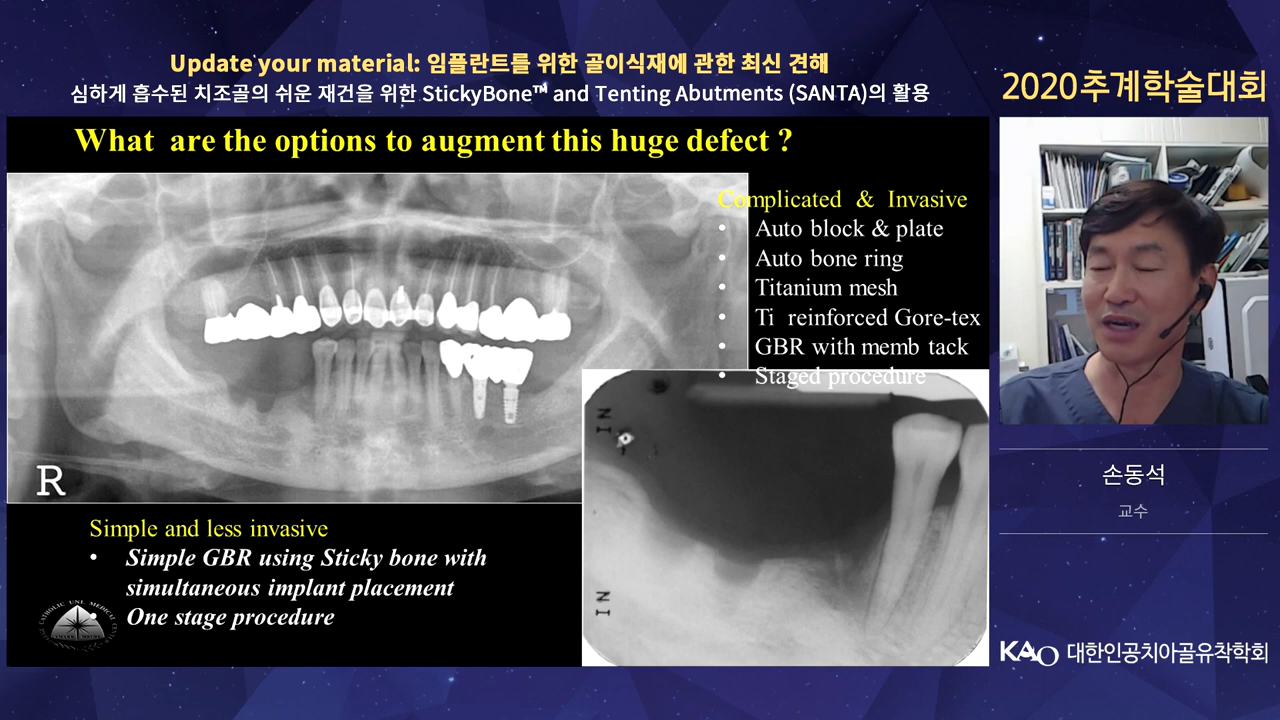 Update your material: 임플란트를 위한 골이식재에 관한 최신 견해
심하게 흡수된 치조골의 쉬운 재건을 위한 StickyBone™ and Tenting Abutments (SANTA)의 활용
2020추계학술대회
What are the options to augment this huge defect ?
Complicated & Invasive
• Auto block & plate
• Auto bone ring
• Titanium mesh
• Ti reinforced Gore-tex
• GBR with memb tack
• Staged procedure
R
IN
IN
Simple and less invasive
• Simple GBR using Sticky bone with
simultaneous implant placement
• One stage procedure
CATHOLIC UNI. MEDICAL
손동석
교수
KAO 대한인공치아골유착학회